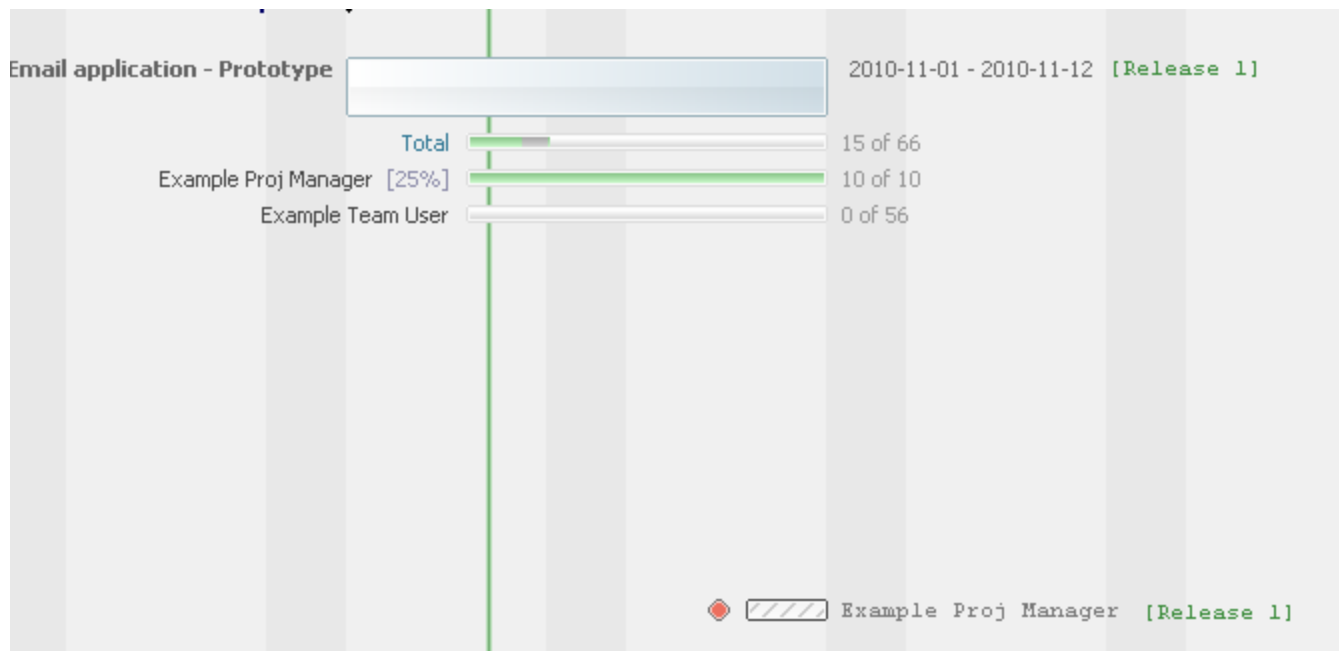 Email application - Prototype 2010-11-01 - 2010-11-12 [Release 1]
Total 15 of 66
Example Proj Manager [25%] 10 of 10
Example Team User 0 of 56
Example Proj Manager [Release 1]